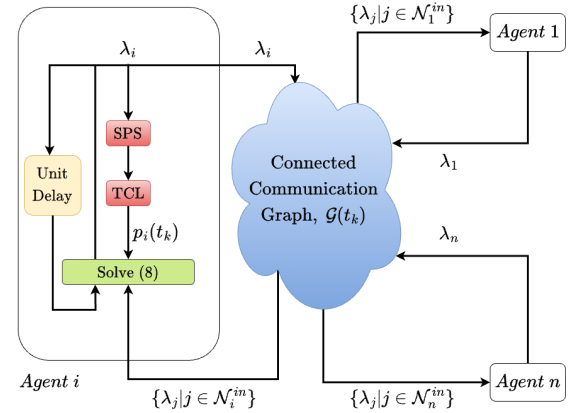 {λ_j|j ∈ 𝒩_1^{in}}
Agent 1
λ_i
λ_i
SPS
Unit
Delay
TCL
p_i(t_k)
Solve (8)
Connected
Communication
Graph, 𝒢(t_k)
λ_1
λ_n
Agent i
{λ_j|j ∈ 𝒩_i^{in}}
{λ_j|j ∈ 𝒩_n^{in}}
Agent n